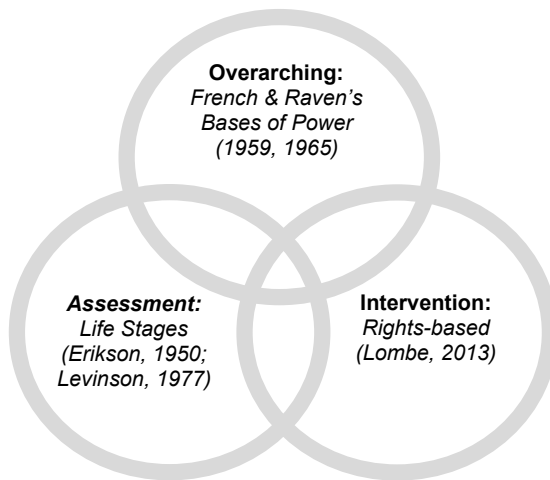 Overarching:
French & Raven's
Bases of Power
(1959, 1965)
Assessment:
Life Stages
(Erikson, 1950;
Levinson, 1977)
Intervention:
Rights-based
(Lombe, 2013)